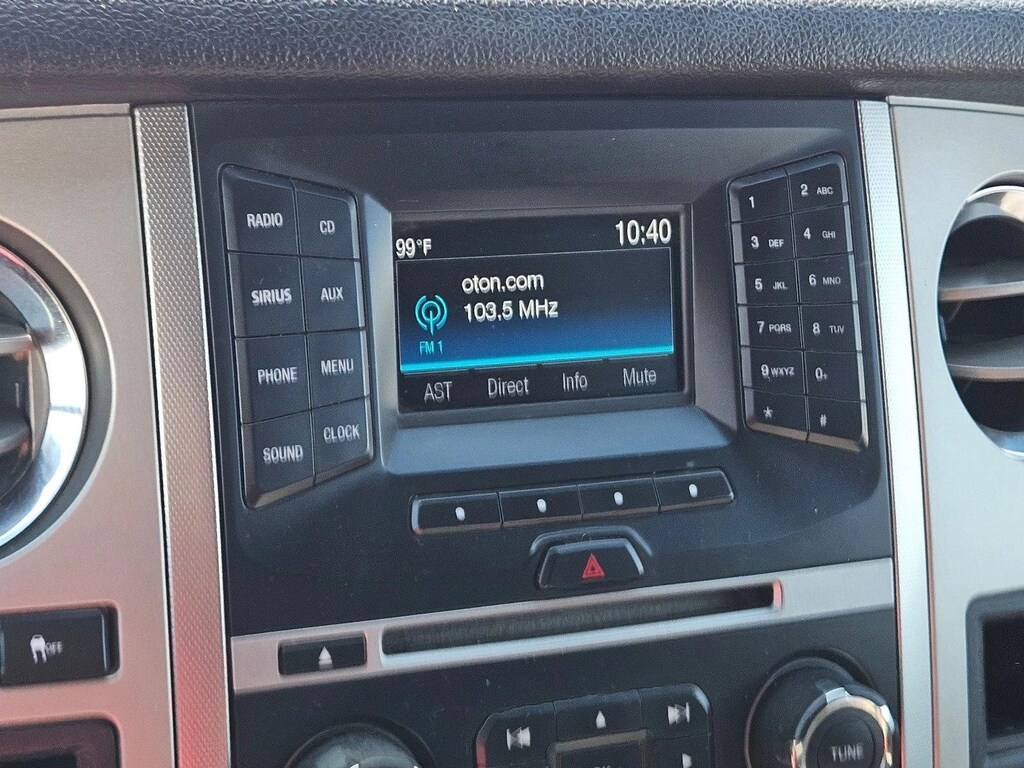 RADIO
CD
SIRIUS
AUX
PHONE
MENU
SOUND
CLOCK
99°F
10:40
oton.com
103,5 MHz
FM 1
AST Direct Info Mute
1
2 ABC
3 DEF
4 GHI
5 JKL
6 MNO
7 PQRS
8 TUV
9 WXYZ
0+
*
#
OFF
TUNE